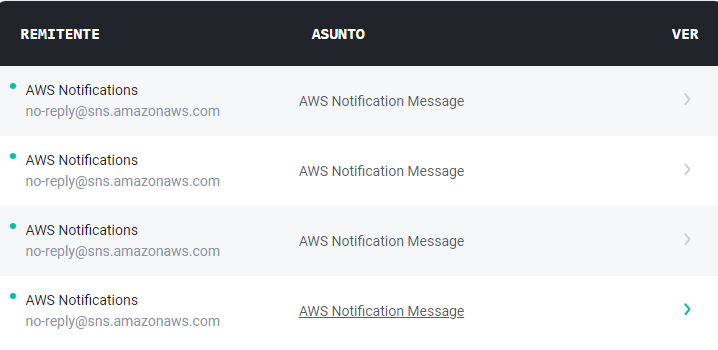 REMITENTE ASUNTO VER
AWS Notifications
no-reply@sns.amazonaws.com
AWS Notification Message
AWS Notifications
no-reply@sns.amazonaws.com
AWS Notification Message
AWS Notifications
no-reply@sns.amazonaws.com
AWS Notification Message
AWS Notifications
no-reply@sns.amazonaws.com
AWS Notification Message